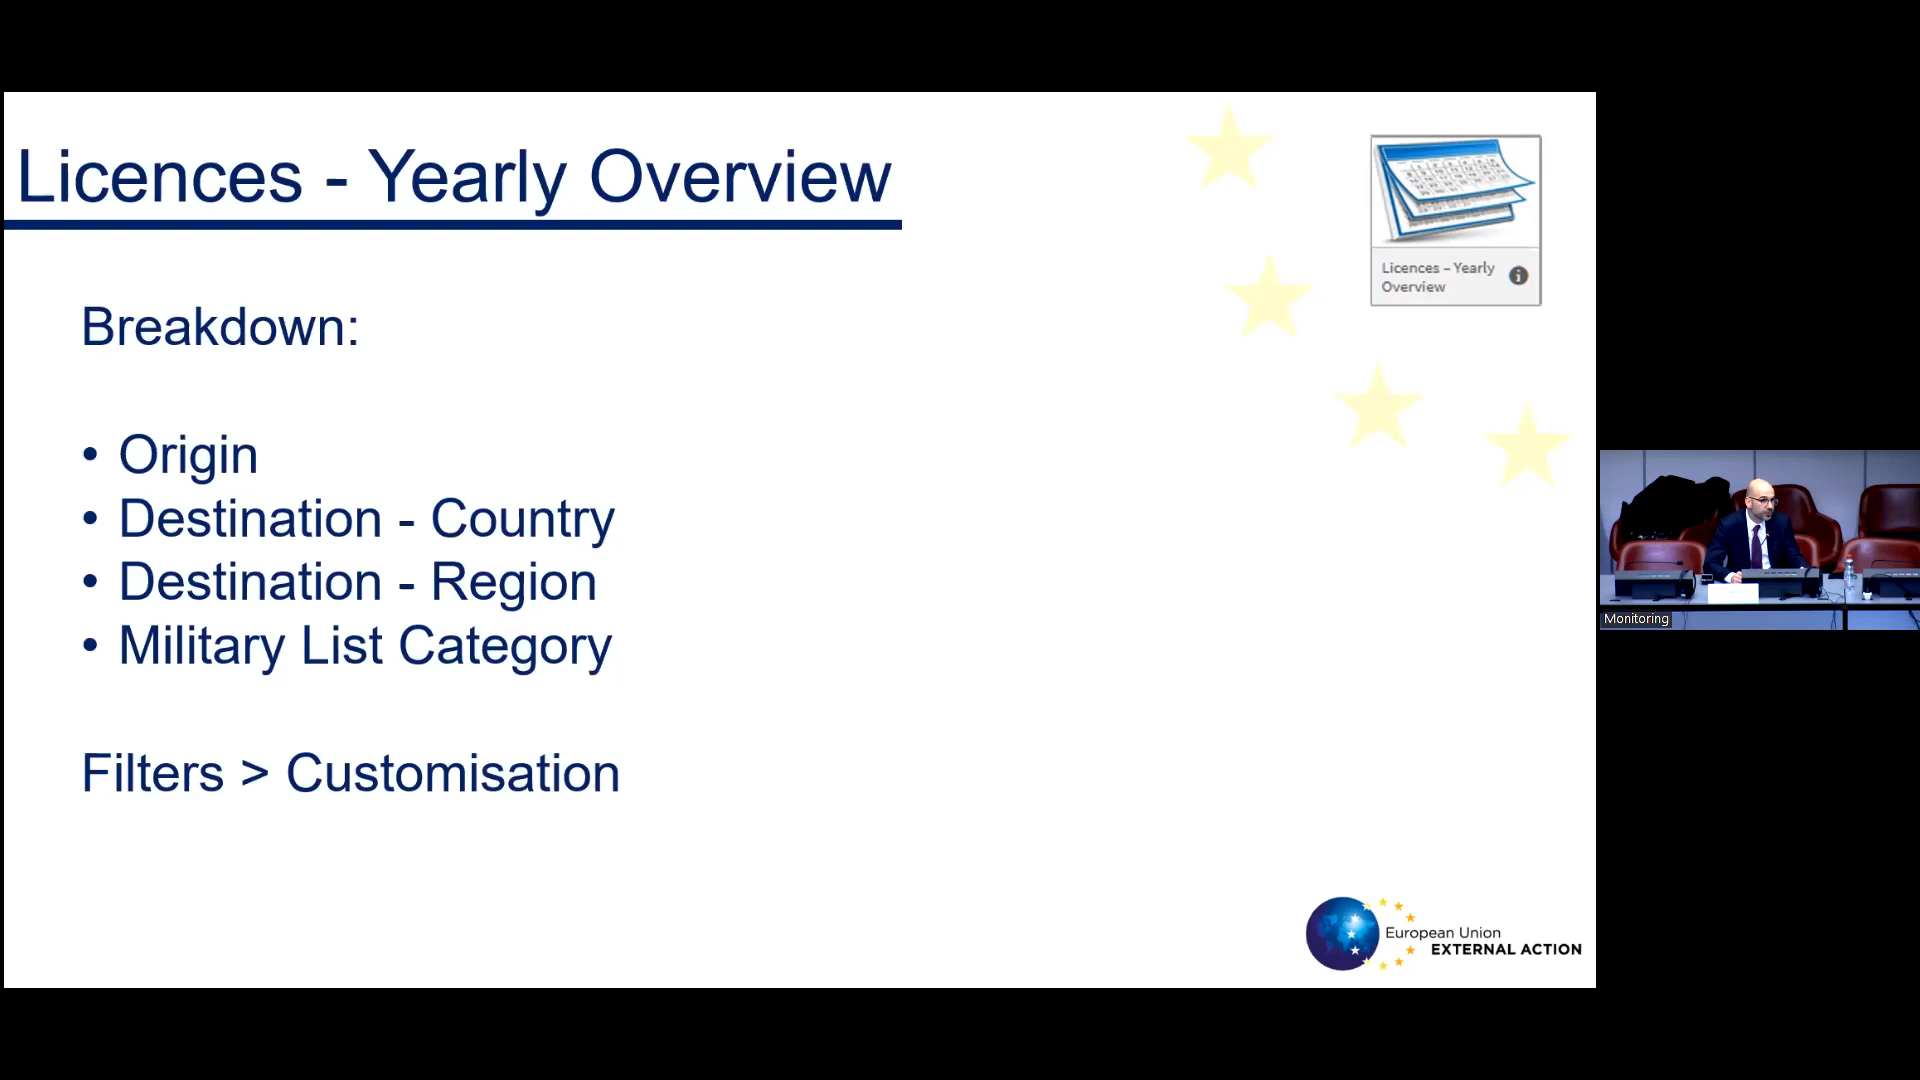 Licences - Yearly Overview
Licences – Yearly
Overview
Breakdown:
• Origin
• Destination - Country
• Destination - Region
• Military List Category
Filters > Customisation
Monitoring
European Union
EXTERNAL ACTION